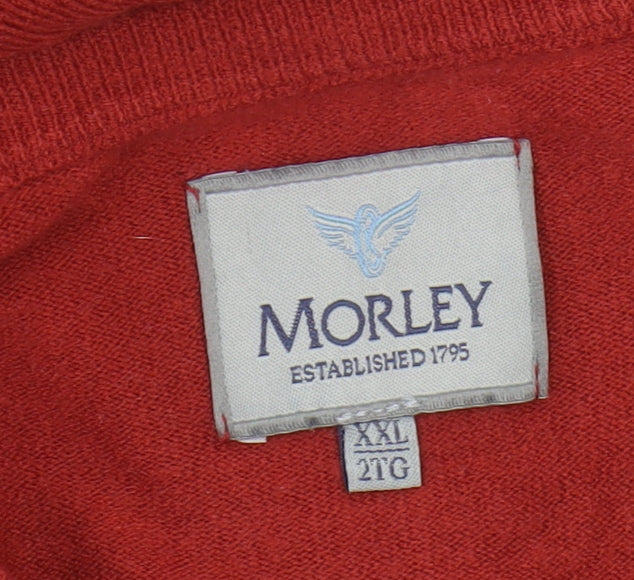 MORLEY
ESTABLISHED 1795
XXL
2TG